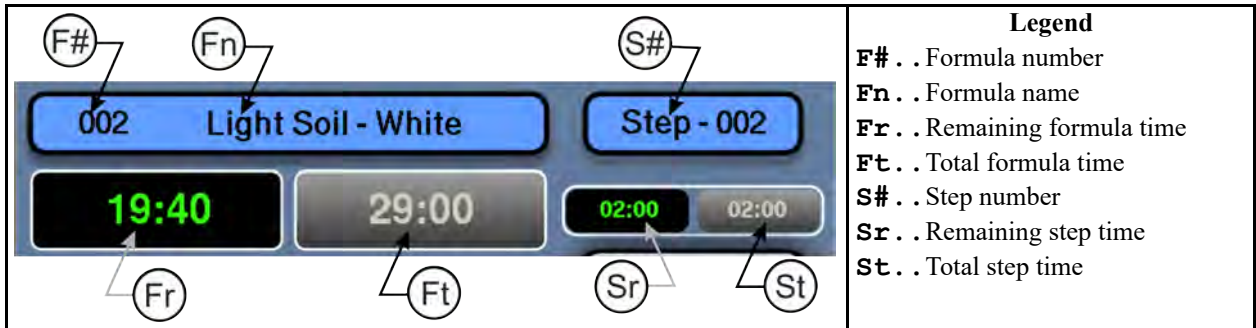 F#
Fn
S#
002 Light Soil - White
Step - 002
19:40
29:00
02:00
02:00
Fr
Ft
Sr
St
Legend
F#..Formula number
Fn..Formula name
Fr..Remaining formula time
Ft..Total formula time
S#..Step number
Sr..Remaining step time
St..Total step time